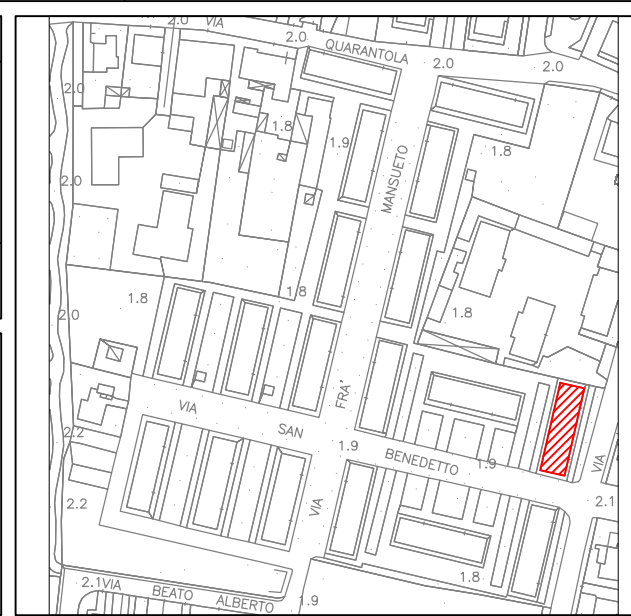 2.0 VIA
2.0
QUARANTOLA
2.0
2.0
2.0
1.8
1.9
1.8
MANSUETO
2.0
1.8
1.8
1.8
2.0
FRA'
VIA
SAN
1.9
BENEDETTO
1.9
VIA
2.2
2.2
VIA
2.1
1.8
2.1 VIA
BEATO
ALBERTO
1.9